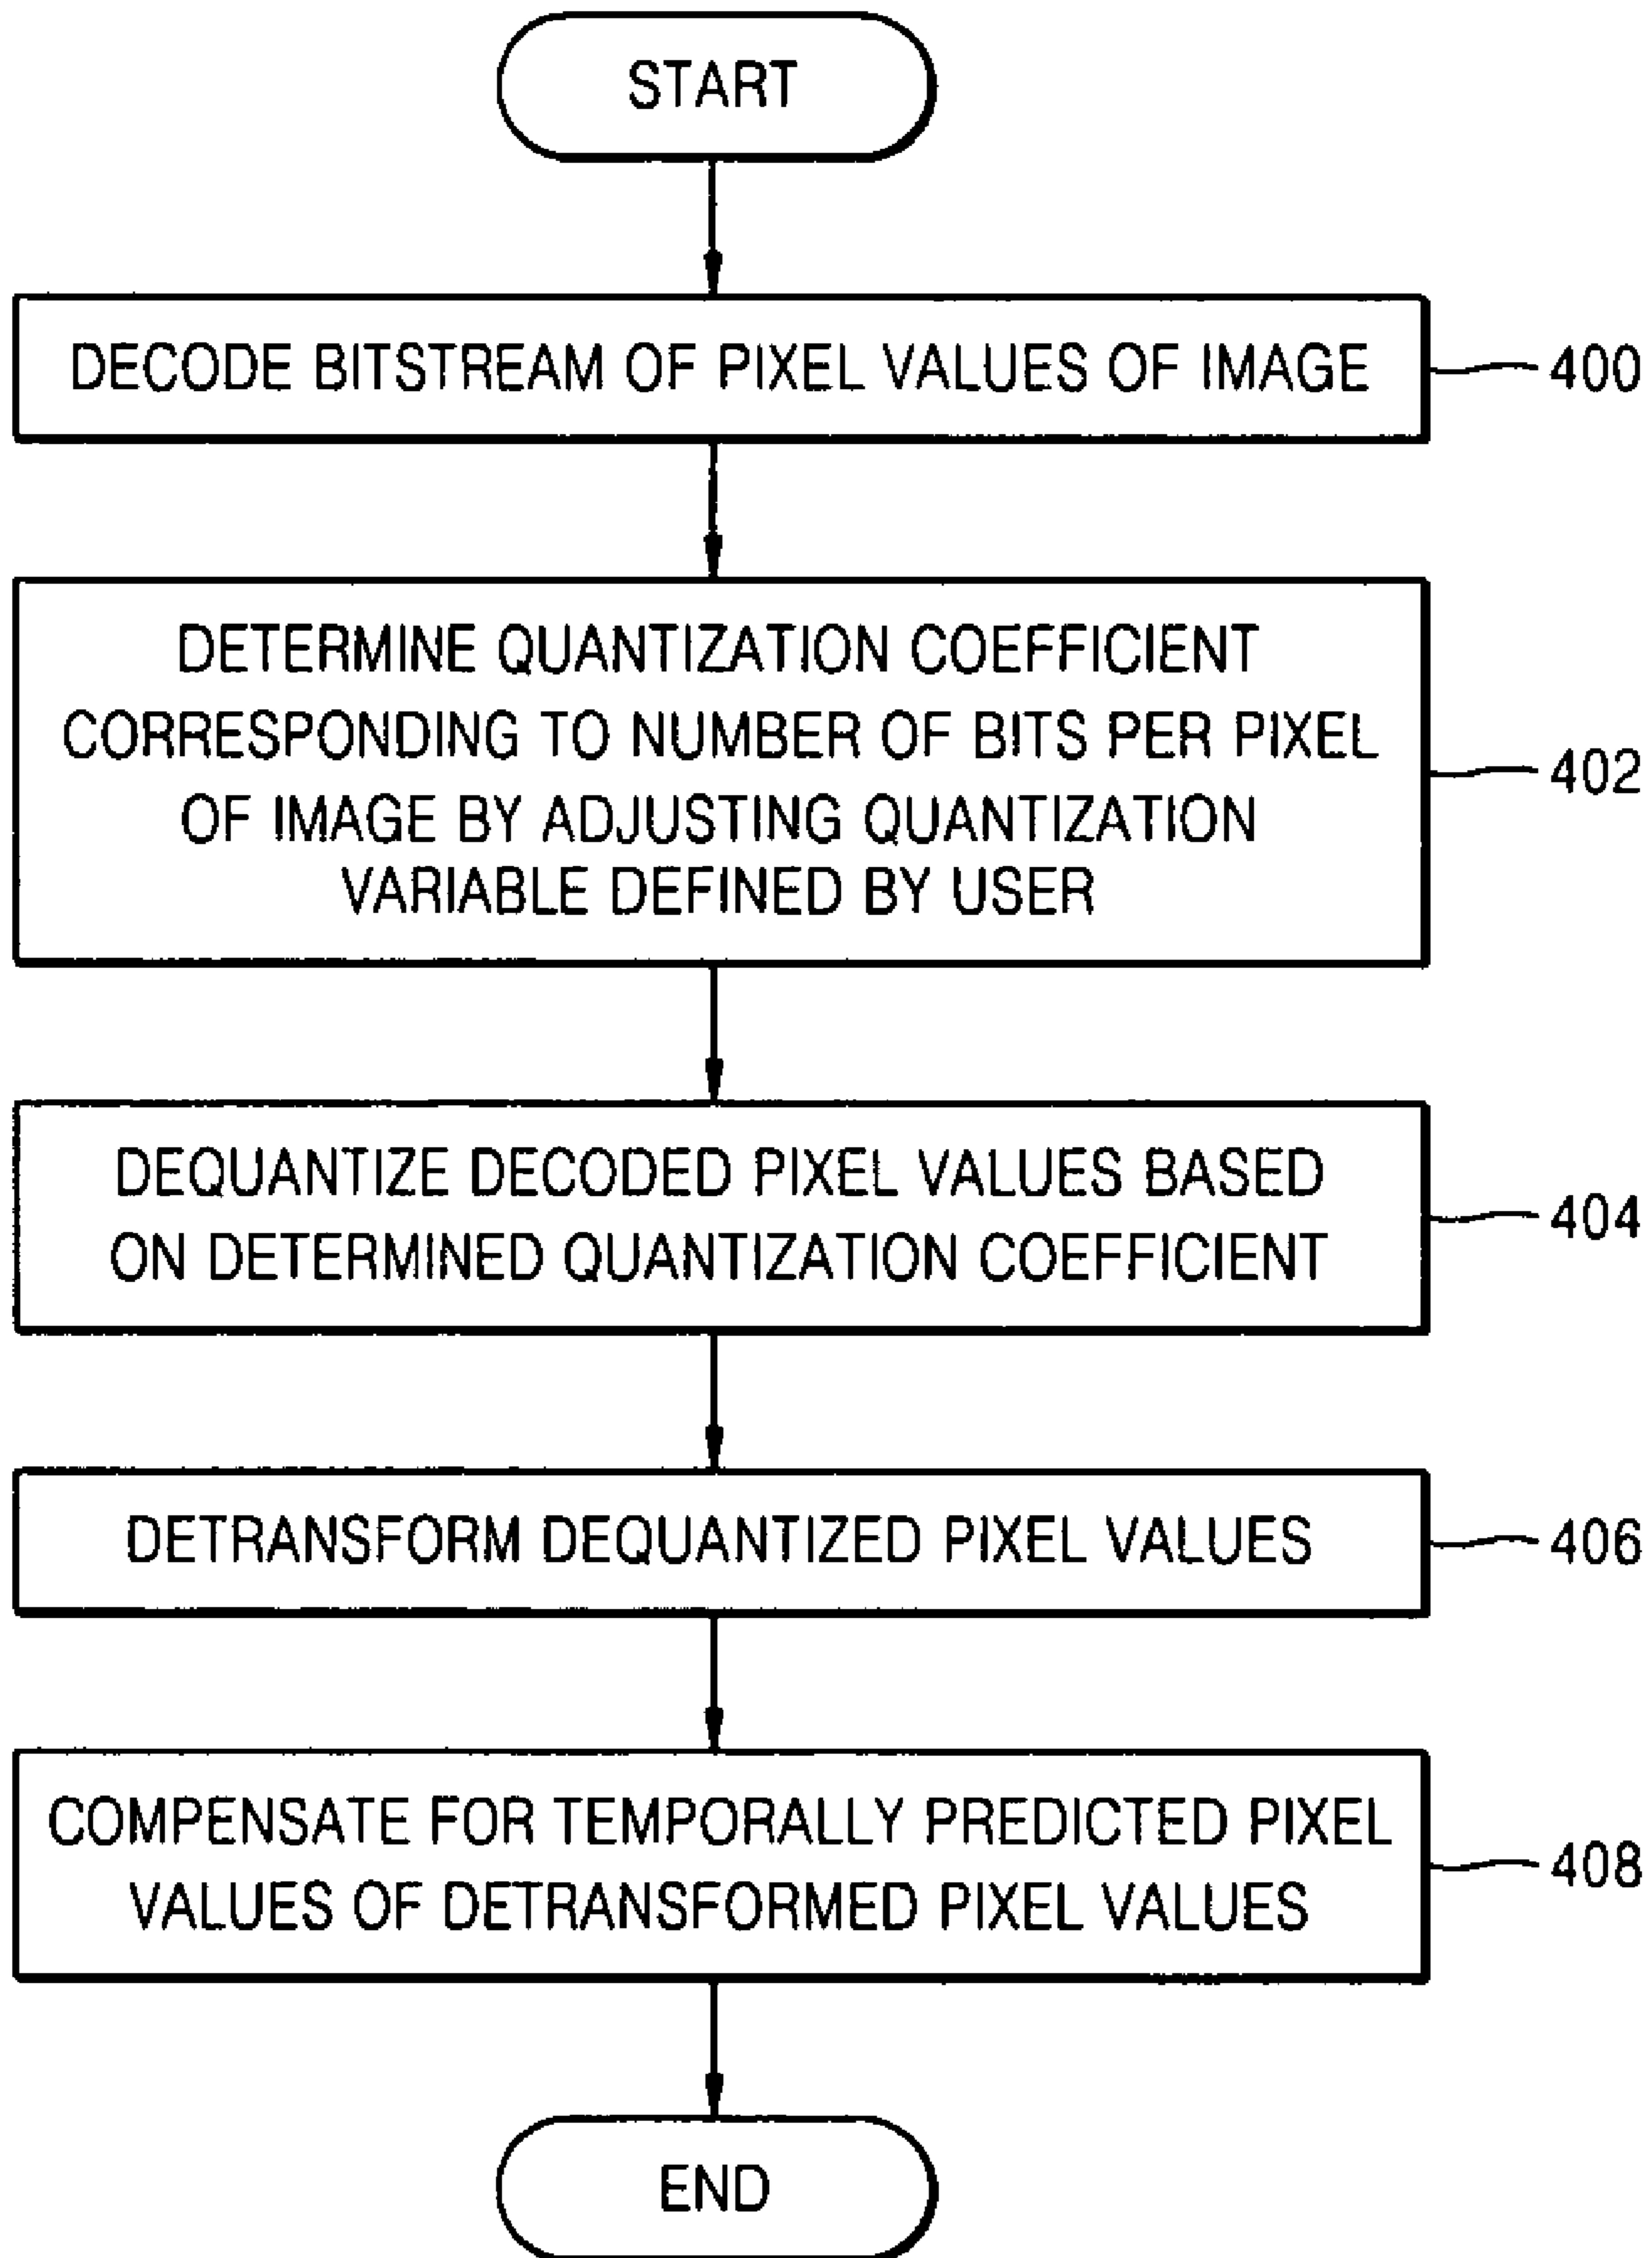 START
DECODE BITSTREAM OF PIXEL VALUES OF IMAGE
400
DETERMINE QUANTIZATION COEFFICIENT
CORRESPONDING TO NUMBER OF BITS PER PIXEL
OF IMAGE BY ADJUSTING QUANTIZATION
VARIABLE DEFINED BY USER
402
DEQUANTIZE DECODED PIXEL VALUES BASED
ON DETERMINED QUANTIZATION COEFFICIENT
404
DETRANSFORM DEQUANTIZED PIXEL VALUES
406
COMPENSATE FOR TEMPORALLY PREDICTED PIXEL
VALUES OF DETRANSFORMED PIXEL VALUES
408
END